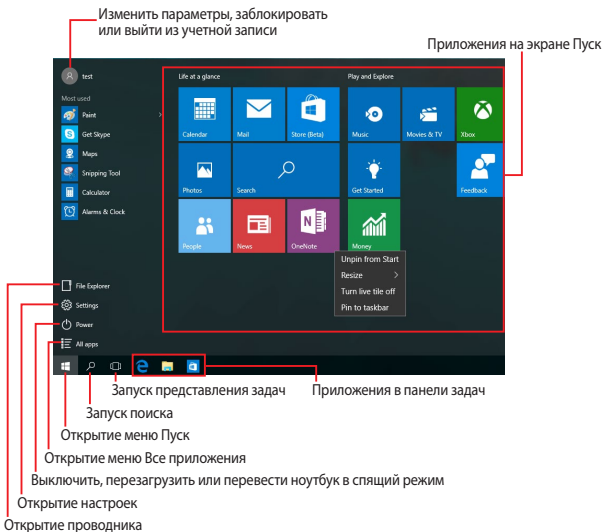 Изменить параметры, заблокировать
или выйти из учетной записи
Приложения на экране Пуск
test
Life at a glance
Play and Explore
Most used
Paint
Get Skype
Maps
Snipping Tool
Calculator
Alarms & Clock
Calendar
Mail
Store (Beta)
Music
Movies & TV
Xbox
Photos
Search
Get Started
Feedback
People
News
OneNote
Money
Unpin from Start
Resize
Turn live tile off
Pin to taskbar
File Explorer
Settings
Power
All apps
Запуск представления задач
Приложения в панели задач
Запуск поиска
Открытие меню Пуск
Открытие меню Все приложения
Выключить, перезагрузить или перевести ноутбук в спящий режим
Открытие настроек
Открытие проводника